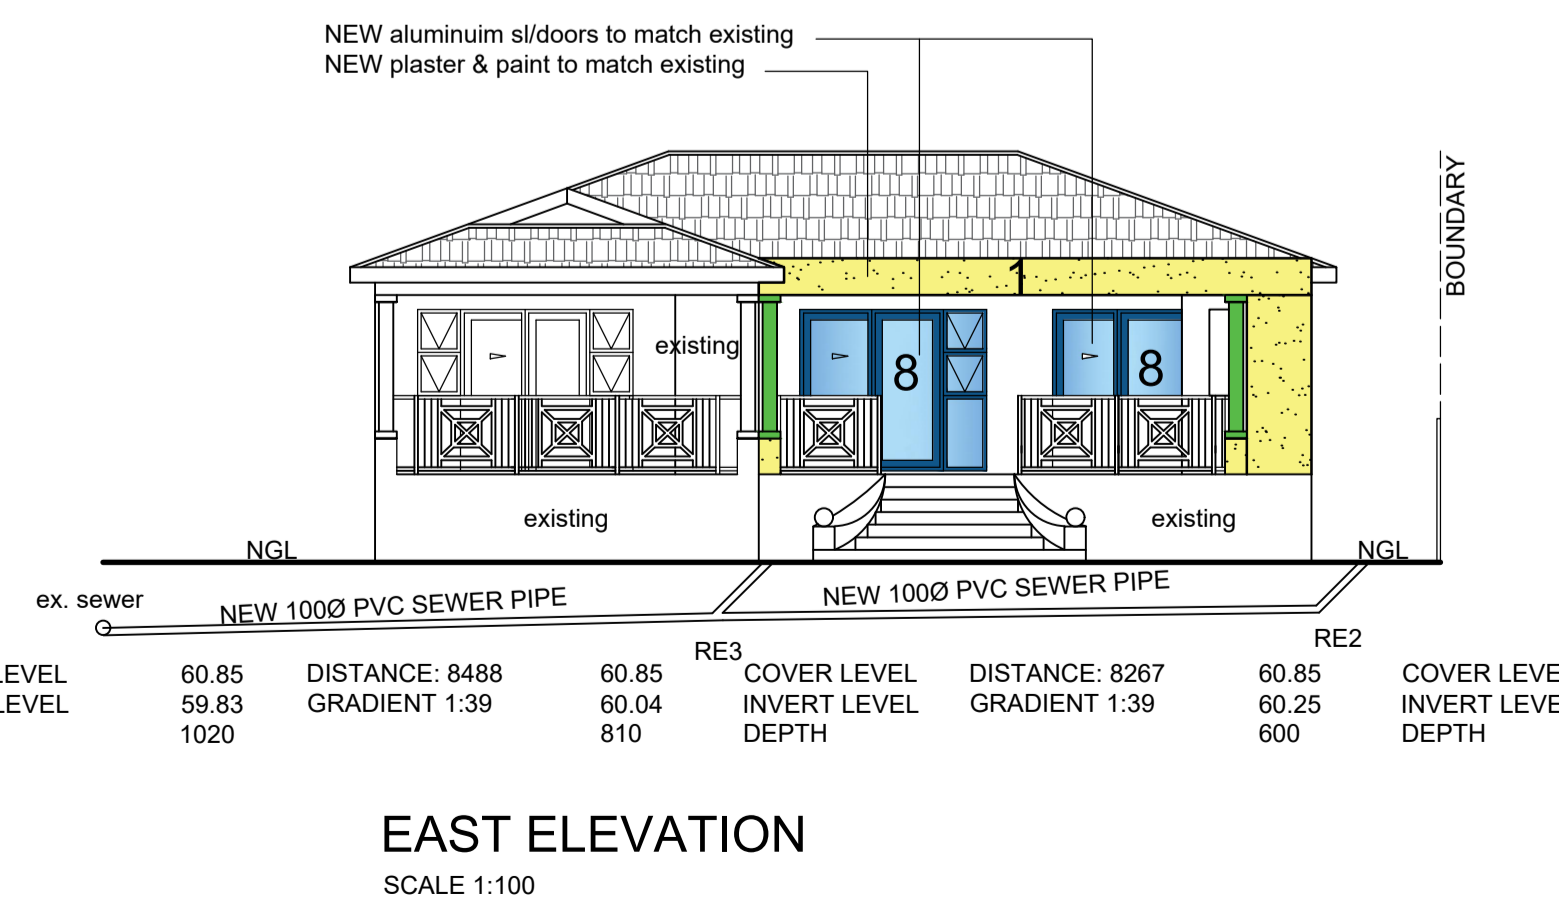 NEW aluminuim sl/doors to match existing
NEW plaster & paint to match existing
BOUNDARY
1
existing
8
8
existing
existing
NGL
NGL
ex. sewer
NEW 100Ø PVC SEWER PIPE
NEW 100Ø PVC SEWER PIPE
RE3
RE2
LEVEL 60.85 DISTANCE: 8488 60.85 COVER LEVEL DISTANCE: 8267 60.85 COVER LEVE
LEVEL 59.83 GRADIENT 1:39 60.04 INVERT LEVEL GRADIENT 1:39 60.25 INVERT LEVE
1020 810 DEPTH 600 DEPTH
EAST ELEVATION
SCALE 1:100